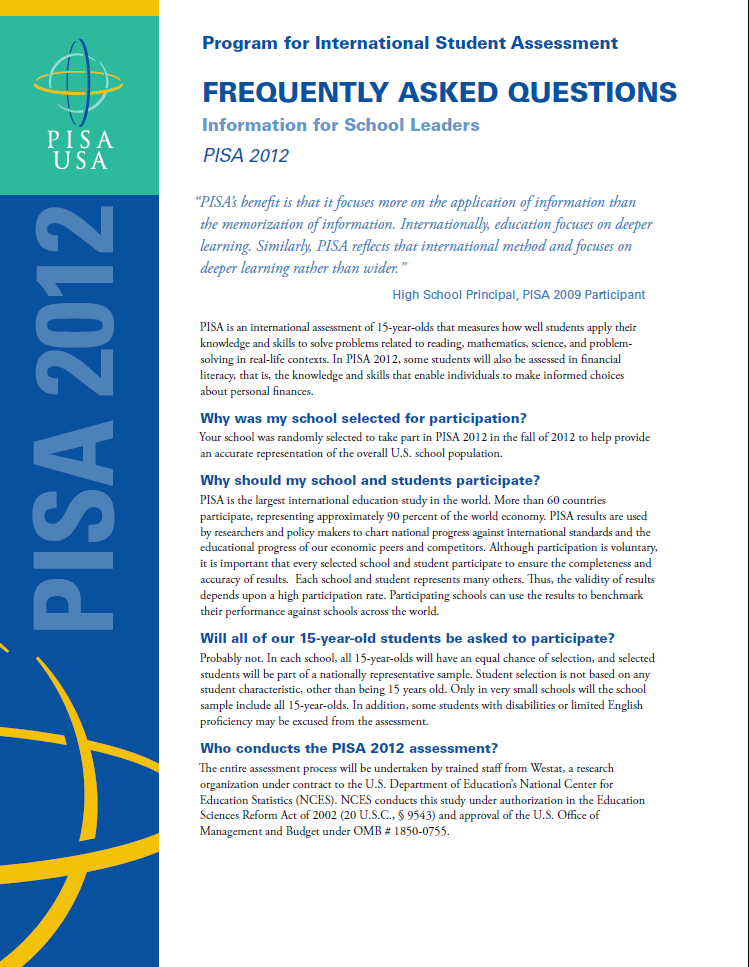 PISA
USA
PISA 2012
Program for International Student Assessment
FREQUENTLY ASKED QUESTIONS
Information for School Leaders
PISA 2012
“PISA’s benefit is that it focuses more on the application of information than
the memorization of information. Internationally, education focuses on deeper
learning. Similarly, PISA reflects that international method and focuses on
deeper learning rather than wider.”
High School Principal, PISA 2009 Participant
PISA is an international assessment of 15-year-olds that measures how well students apply their
knowledge and skills to solve problems related to reading, mathematics, science, and problem-
solving in real-life contexts. In PISA 2012, some students will also be assessed in financial
literacy, that is, the knowledge and skills that enable individuals to make informed choices
about personal finances.
Why was my school selected for participation?
Your school was randomly selected to take part in PISA 2012 in the fall of 2012 to help provide
an accurate representation of the overall U.S. school population.
Why should my school and students participate?
PISA is the largest international education study in the world. More than 60 countries
participate, representing approximately 90 percent of the world economy. PISA results are used
by researchers and policy makers to chart national progress against international standards and the
educational progress of our economic peers and competitors. Although participation is voluntary,
it is important that every selected school and student participate to ensure the completeness and
accuracy of results.  Each school and student represents many others. Thus, the validity of results
depends upon a high participation rate. Participating schools can use the results to benchmark
their performance against schools across the world.
Will all of our 15-year-old students be asked to participate?
Probably not. In each school, all 15-year-olds will have an equal chance of selection, and selected
students will be part of a nationally representative sample. Student selection is not based on any
student characteristic, other than being 15 years old. Only in very small schools will the school
sample include all 15-year-olds. In addition, some students with disabilities or limited English
proficiency may be excused from the assessment.
Who conducts the PISA 2012 assessment?
The entire assessment process will be undertaken by trained staff from Westat, a research
organization under contract to the U.S. Department of Education’s National Center for
Education Statistics (NCES). NCES conducts this study under authorization in the Education
Sciences Reform Act of 2002 (20 U.S.C., § 9543) and approval of the U.S. Office of
Management and Budget under OMB # 1850-0755.